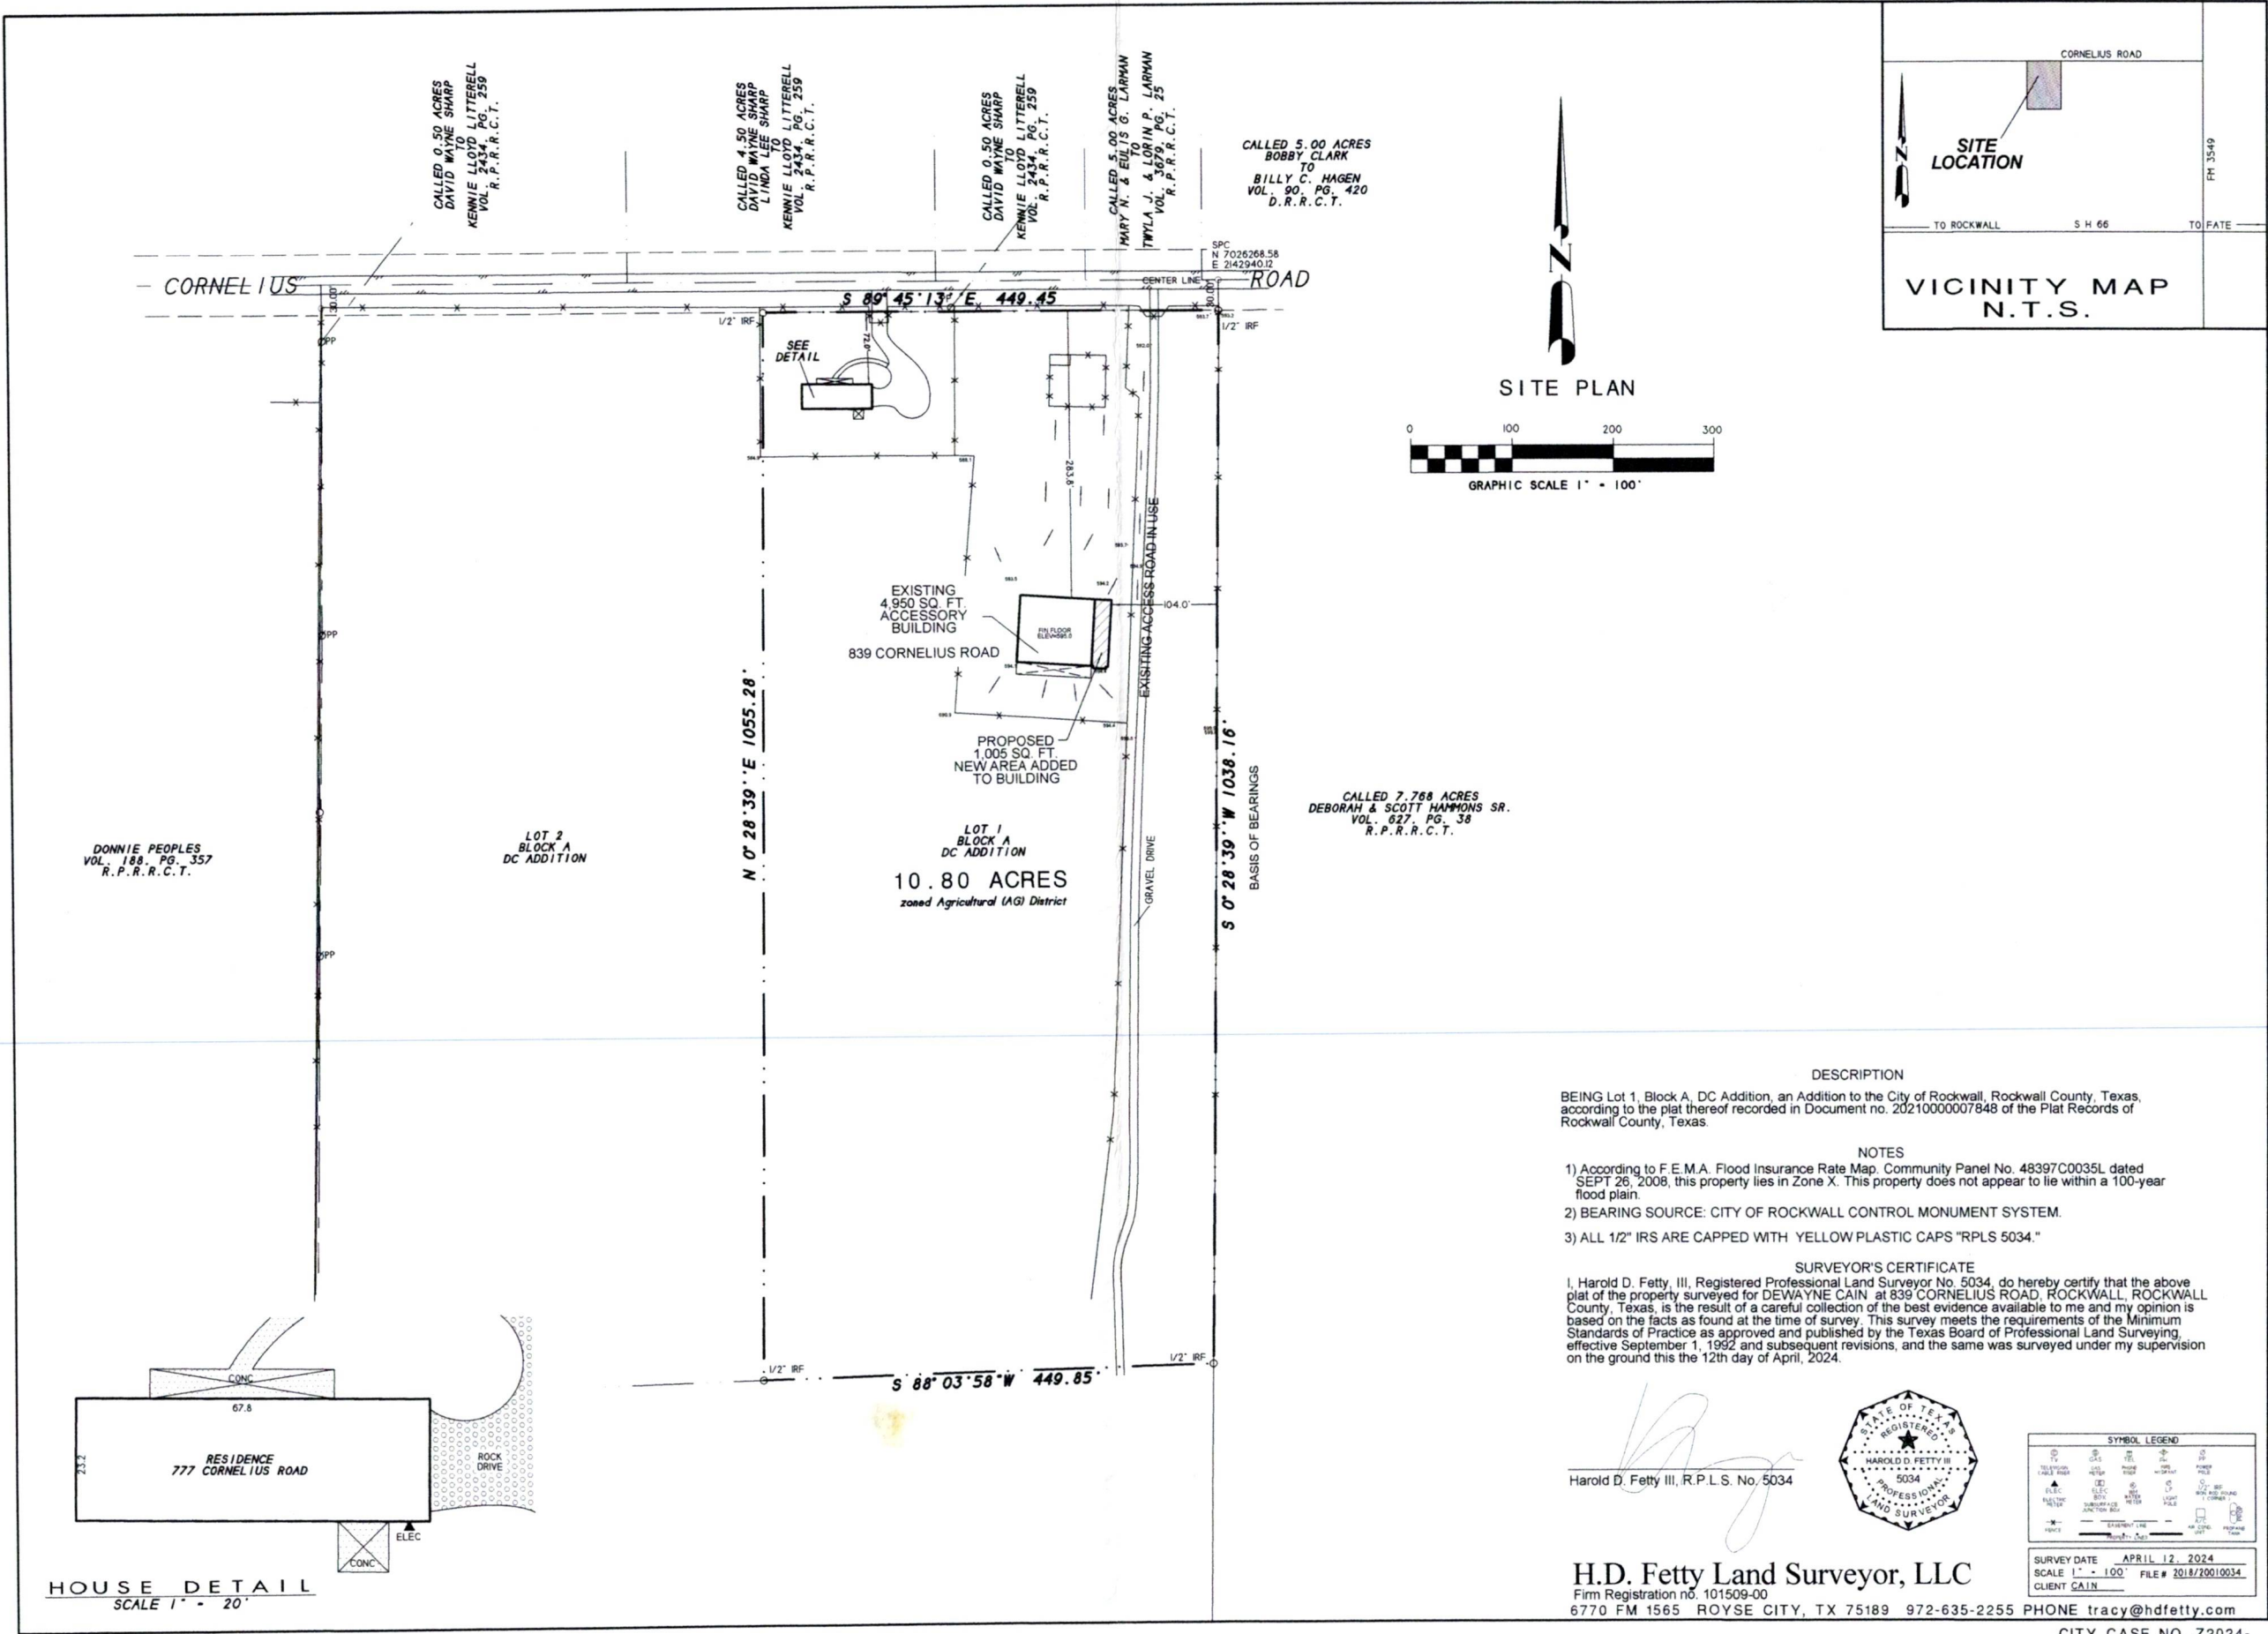 CALLED 0.50 ACRES
DAVID WAYNE SHARP
TO
KENNIE LLOYD LITTERELL
VOL. 2434, PG. 259
R.P.R.R.C.T.
CALLED 4.50 ACRES
DAVID WAYNE SHARP
LINDA LEE SHARP
TO
KENNIE LLOYD LITTERELL
VOL. 2434, PG. 259
R.P.R.R.C.T.
CALLED 0.50 ACRES
DAVID WAYNE SHARP
TO
KENNIE LLOYD LITTERELL
VOL. 2434, PG. 259
R.P.R.R.C.T.
CALLED 5.00 ACRES
MARY N. & EULIS G. LARMAN
TO
TWYLA J. & LORIN P. LARMAN
VOL. 3679, PG. 25
R.P.R.R.C.T.
CALLED 5.00 ACRES
BOBBY CLARK
TO
BILLY C. HAGEN
VOL. 90. PG. 420
D.R.R.C.T.
SPC
N 7026268.58
E 2142940.12
CORNELIUS
CENTER LINE
ROAD
30.00'
30.00'
S 89° 45'13" E 449.45
1/2" IRF
1/2" IRF
PP
SEE
DETAIL
72.0'
283.8'
EXISTING
4,950 SQ. FT.
ACCESSORY
BUILDING
839 CORNELIUS ROAD
FIN FLOOR
ELEV=595.0
104.0'
EXISITING ACCESS ROAD IN USE
PP
PROPOSED
1,005 SQ. FT.
NEW AREA ADDED
TO BUILDING
N 0° 28'39''E 1055.28'
S 0° 28'39''W 1038.16'
BASIS OF BEARINGS
GRAVEL DRIVE
DONNIE PEOPLES
VOL. 188. PG. 357
R.P.R.R.C.T.
LOT 2
BLOCK A
DC ADDITION
LOT 1
BLOCK A
DC ADDITION
10.80 ACRES
zoned Agricultural (AG) District
CALLED 7.768 ACRES
DEBORAH & SCOTT HAMMONS SR.
VOL. 627. PG. 38
R.P.R.R.C.T.
PP
1/2" IRF
1/2" IRF
S 88° 03'58"W 449.85'
SITE PLAN
0 100 200 300
GRAPHIC SCALE 1" = 100'
CORNELIUS ROAD
SITE
LOCATION
FM 3549
TO ROCKWALL S H 66 TO FATE
VICINITY MAP
N.T.S.
CONC
67.8
23.2
RESIDENCE
777 CORNELIUS ROAD
ROCK
DRIVE
ELEC
CONC
HOUSE DETAIL
SCALE 1" = 20'
DESCRIPTION
BEING Lot 1, Block A, DC Addition, an Addition to the City of Rockwall, Rockwall County, Texas,
according to the plat thereof recorded in Document no. 20210000007848 of the Plat Records of
Rockwall County, Texas.
NOTES
1) According to F.E.M.A. Flood Insurance Rate Map, Community Panel No. 48397C0035L dated
SEPT 26, 2008, this property lies in Zone X. This property does not appear to lie within a 100-year
flood plain.
2) BEARING SOURCE: CITY OF ROCKWALL CONTROL MONUMENT SYSTEM.
3) ALL 1/2" IRS ARE CAPPED WITH YELLOW PLASTIC CAPS "RPLS 5034."
SURVEYOR'S CERTIFICATE
I, Harold D. Fetty, III, Registered Professional Land Surveyor No. 5034, do hereby certify that the above
plat of the property surveyed for DEWAYNE CAIN at 839 CORNELIUS ROAD, ROCKWALL, ROCKWALL
County, Texas, is the result of a careful collection of the best evidence available to me and my opinion is
based on the facts as found at the time of survey. This survey meets the requirements of the Minimum
Standards of Practice as approved and published by the Texas Board of Professional Land Surveying,
effective September 1, 1992 and subsequent revisions, and the same was surveyed under my supervision
on the ground this the 12th day of April, 2024.
Harold D. Fetty III, R.P.L.S. No. 5034
STATE OF TEXAS
REGISTERED
HAROLD D. FETTY III
5034
PROFESSIONAL
LAND SURVEYOR
SYMBOL LEGEND
H.D. Fetty Land Surveyor, LLC
Firm Registration no. 101509-00
6770 FM 1565 ROYSE CITY, TX 75189 972-635-2255 PHONE tracy@hdfetty.com
SURVEY DATE APRIL 12, 2024
SCALE 1" = 100' FILE # 2018/20010034
CLIENT CAIN
CITY CASE NO. Z2024-